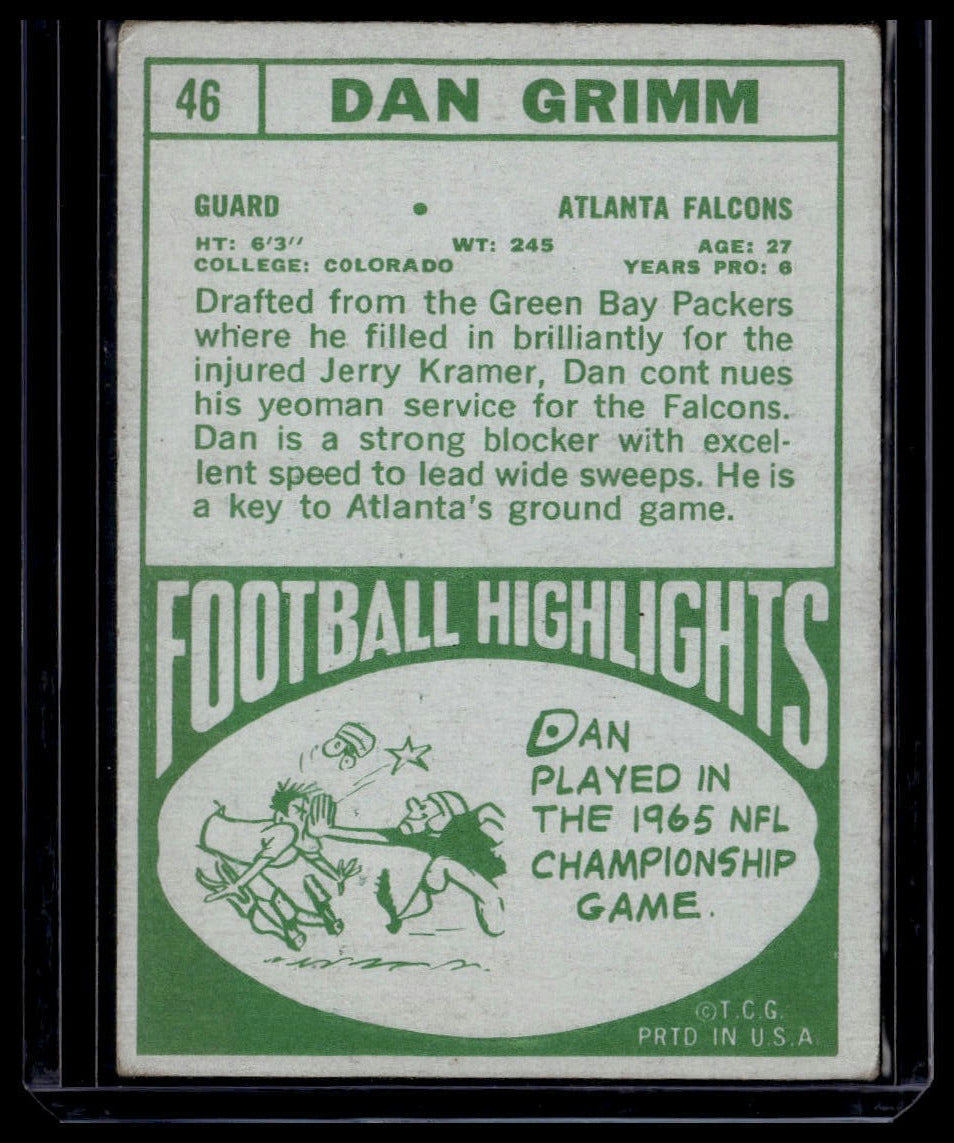 46
DAN GRIMM
GUARD • ATLANTA FALCONS
HT: 6'3" WT: 245 AGE: 27
COLLEGE: COLORADO YEARS PRO: 6
Drafted from the Green Bay Packers
where he filled in brilliantly for the
injured Jerry Kramer, Dan cont nues
his yeoman service for the Falcons.
Dan is a strong blocker with excel-
lent speed to lead wide sweeps. He is
a key to Atlanta's ground game.
FOOTBALL HIGHLIGHTS
DAN
PLAYED IN
THE 1965 NFL
CHAMPIONSHIP
GAME.
©T.C.G.
PRTD IN U.S.A